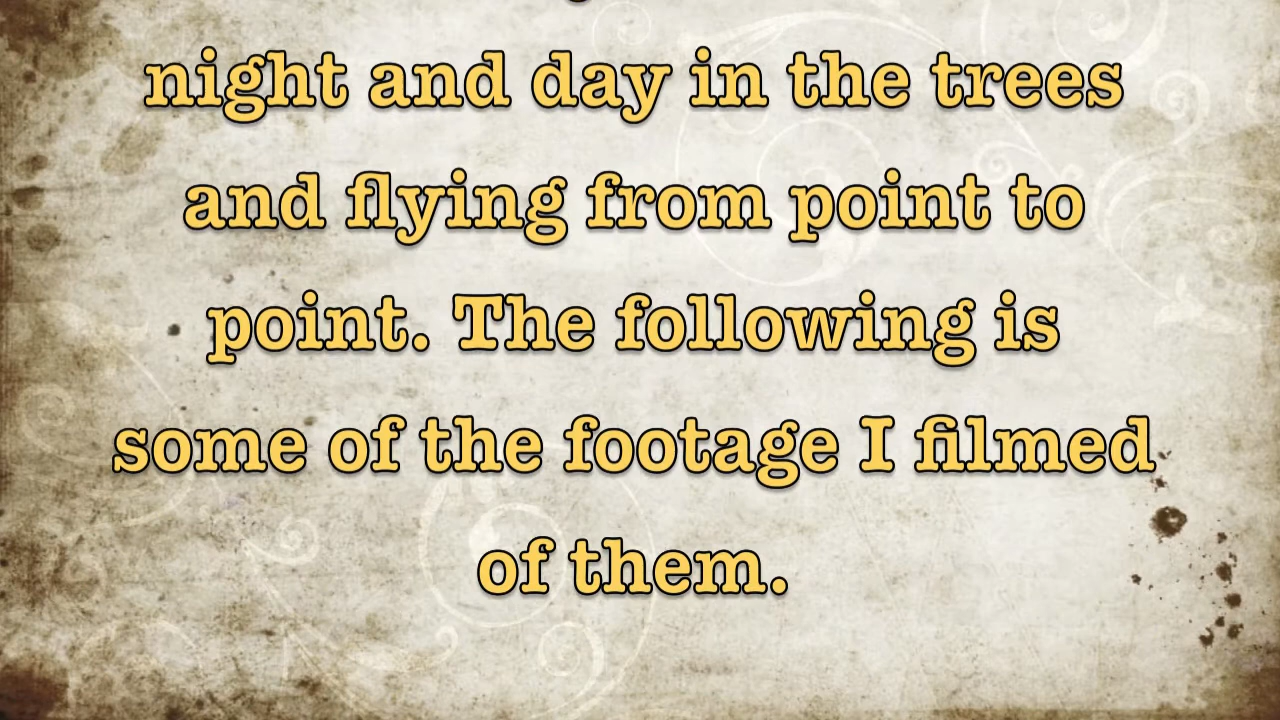 night and day in the trees
and flying from point to
point. The following is
some of the footage I filmed
of them.